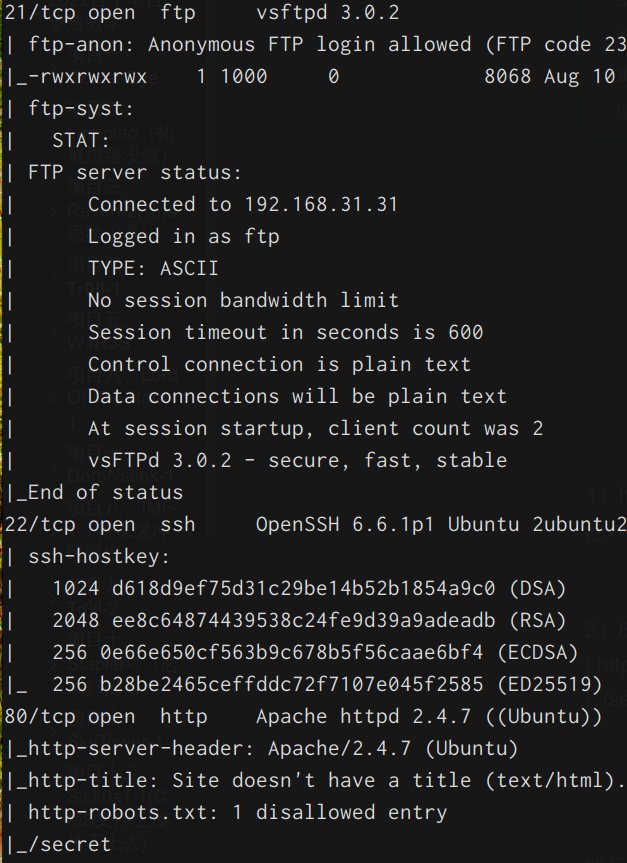 21/tcp open  ftp     vsftpd 3.0.2
| ftp-anon: Anonymous FTP login allowed (FTP code 23
|_-rwxrwxrwx    1 1000     0            8068 Aug 10
| ftp-syst:
|   STAT:
| FTP server status:
|      Connected to 192.168.31.31
|      Logged in as ftp
|      TYPE: ASCII
|      No session bandwidth limit
|      Session timeout in seconds is 600
|      Control connection is plain text
|      Data connections will be plain text
|      At session startup, client count was 2
|      vsFTPd 3.0.2 - secure, fast, stable
|_End of status
22/tcp open  ssh     OpenSSH 6.6.1p1 Ubuntu 2ubuntu2
| ssh-hostkey:
|   1024 d618d9ef75d31c29be14b52b1854a9c0 (DSA)
|   2048 ee8c64874439538c24fe9d39a9adeadb (RSA)
|   256 0e66e650cf563b9c678b5f56caae6bf4 (ECDSA)
|_  256 b28be2465ceffddc72f7107e045f2585 (ED25519)
80/tcp open  http    Apache httpd 2.4.7 ((Ubuntu))
|_http-server-header: Apache/2.4.7 (Ubuntu)
|_http-title: Site doesn't have a title (text/html).
| http-robots.txt: 1 disallowed entry
|_/secret